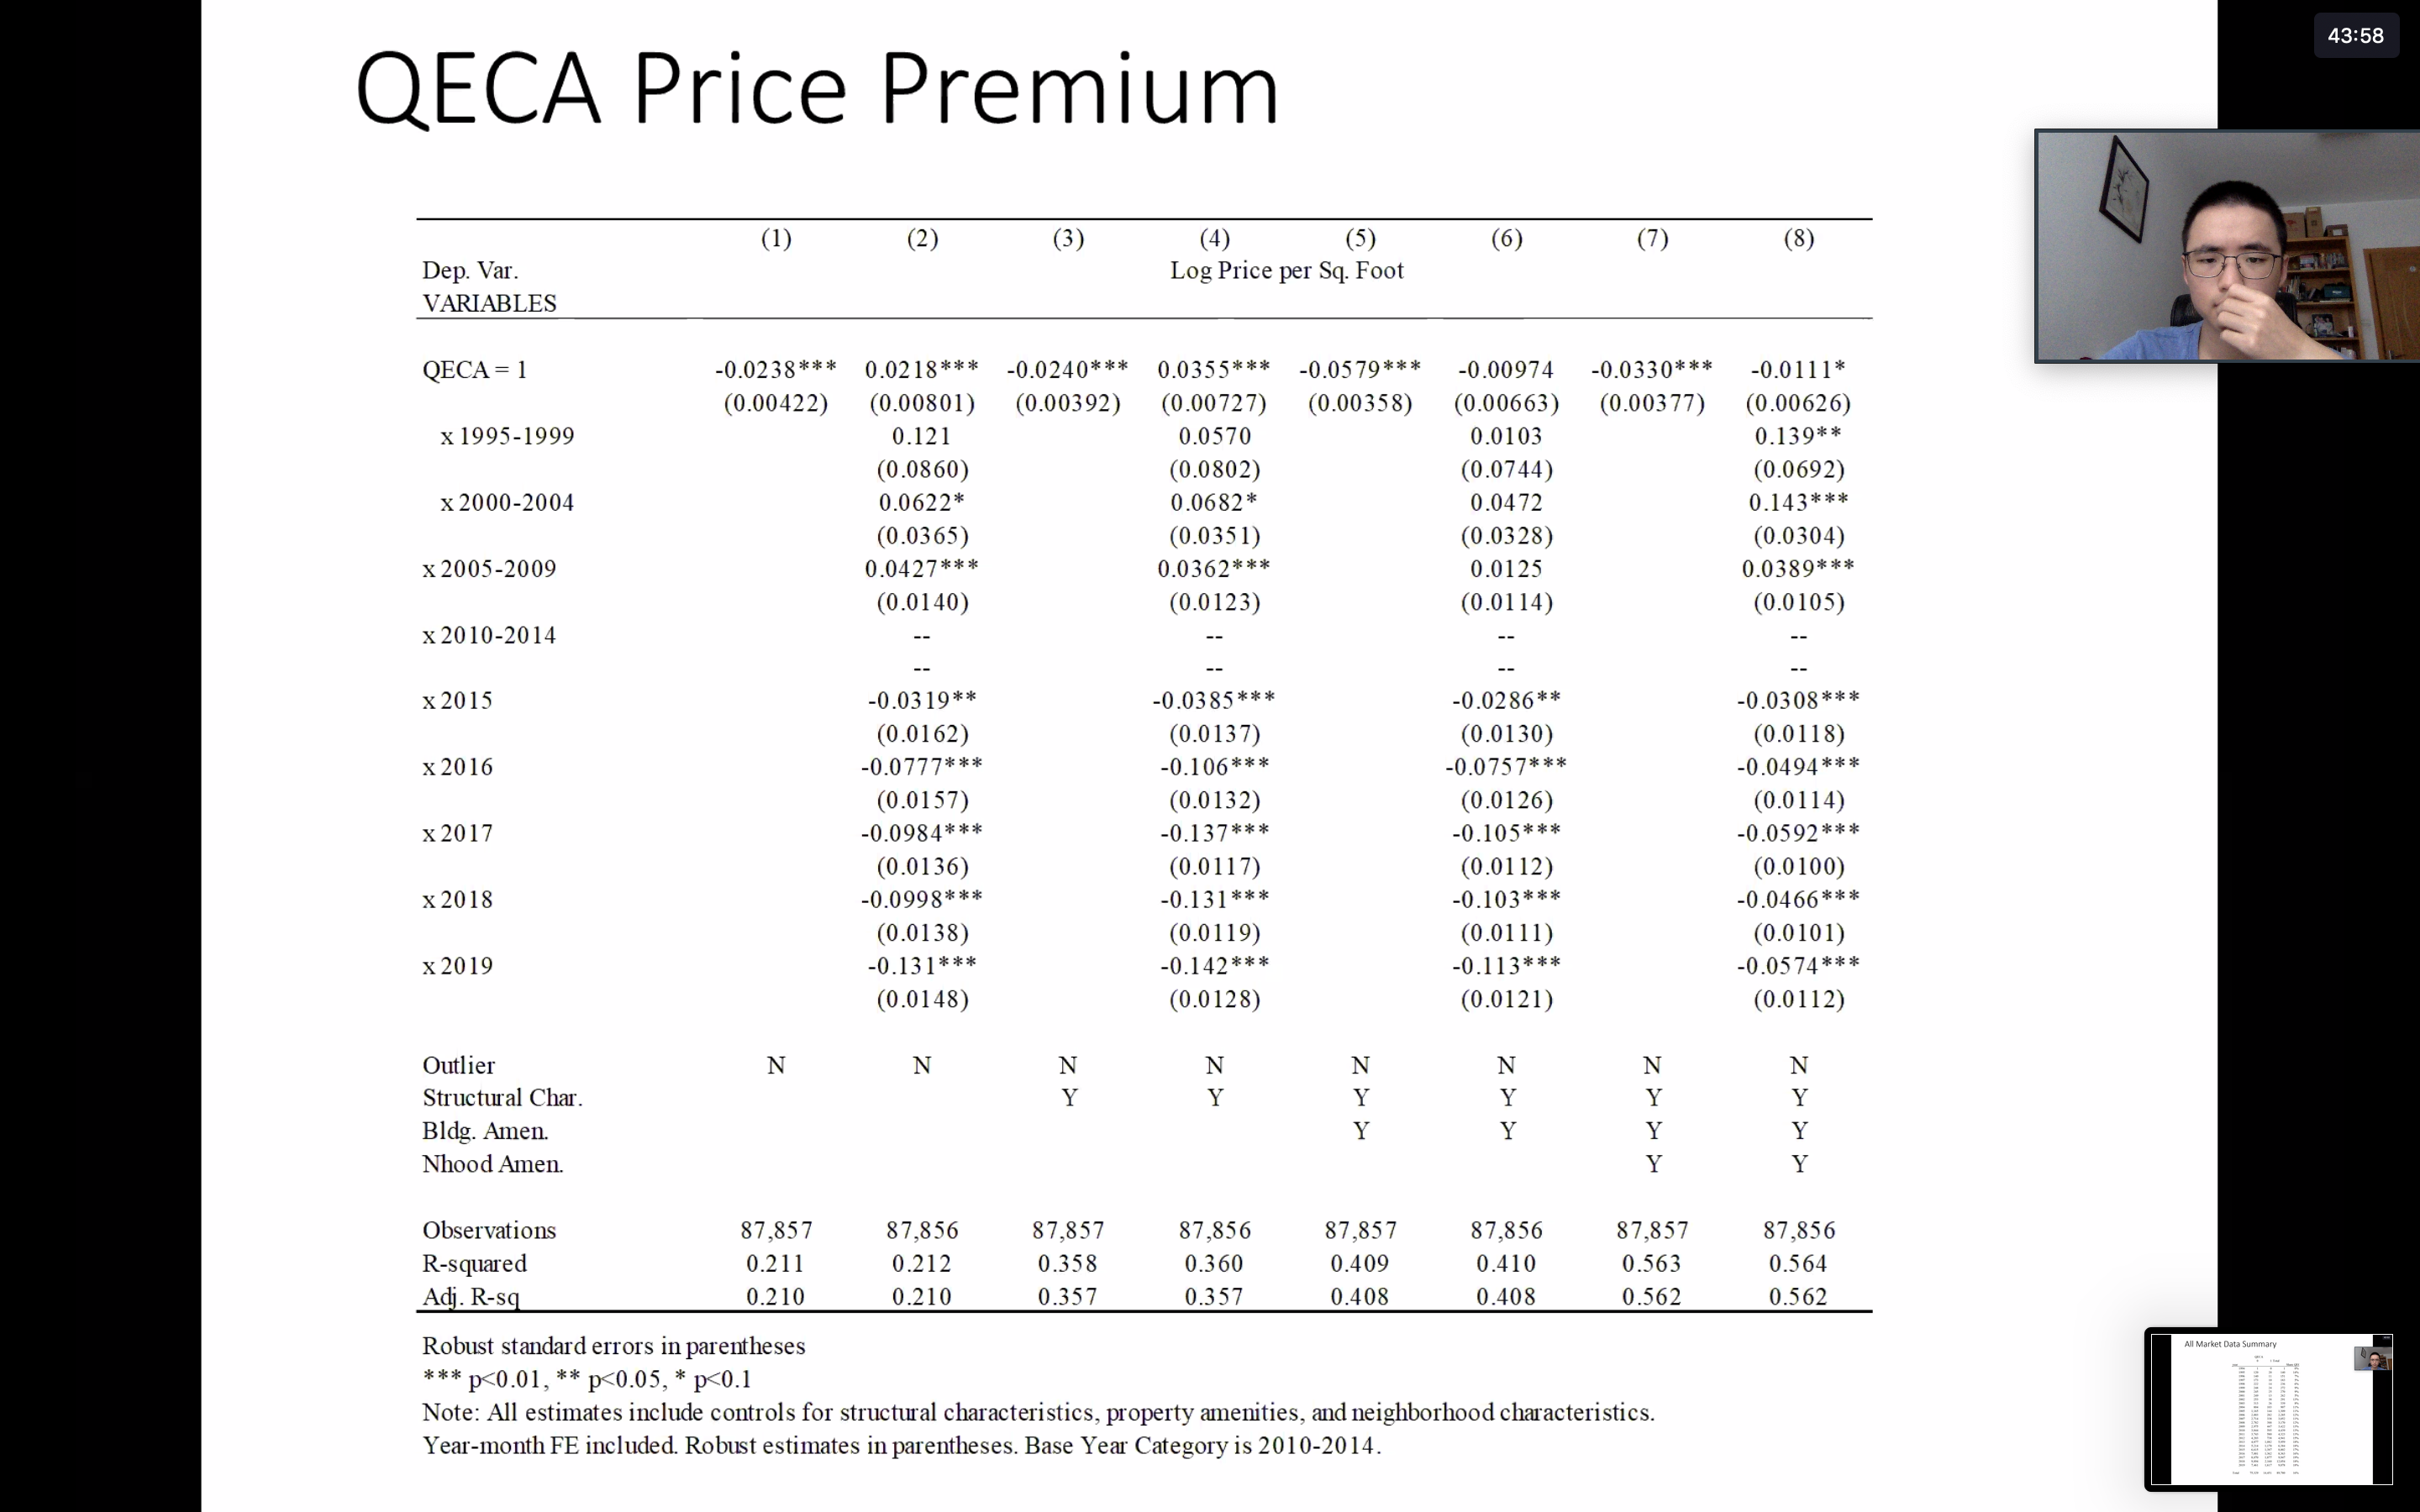 43:58
QECA Price Premium
(1) (2) (3) (4) (5) (6) (7) (8)
Dep. Var. Log Price per Sq. Foot
VARIABLES
QECA = 1 -0.0238*** 0.0218*** -0.0240*** 0.0355*** -0.0579*** -0.00974 -0.0330*** -0.0111*
(0.00422) (0.00801) (0.00392) (0.00727) (0.00358) (0.00663) (0.00377) (0.00626)
x 1995-1999 0.121 0.0570 0.0103 0.139**
(0.0860) (0.0802) (0.0744) (0.0692)
x 2000-2004 0.0622* 0.0682* 0.0472 0.143***
(0.0365) (0.0351) (0.0328) (0.0304)
x 2005-2009 0.0427*** 0.0362*** 0.0125 0.0389***
(0.0140) (0.0123) (0.0114) (0.0105)
x 2010-2014 -- -- -- --
-- -- -- --
x 2015 -0.0319** -0.0385*** -0.0286** -0.0308***
(0.0162) (0.0137) (0.0130) (0.0118)
x 2016 -0.0777*** -0.106*** -0.0757*** -0.0494***
(0.0157) (0.0132) (0.0126) (0.0114)
x 2017 -0.0984*** -0.137*** -0.105*** -0.0592***
(0.0136) (0.0117) (0.0112) (0.0100)
x 2018 -0.0998*** -0.131*** -0.103*** -0.0466***
(0.0138) (0.0119) (0.0111) (0.0101)
x 2019 -0.131*** -0.142*** -0.113*** -0.0574***
(0.0148) (0.0128) (0.0121) (0.0112)
Outlier N N N N N N N N
Structural Char. Y Y Y Y Y Y
Bldg. Amen. Y Y Y Y
Nhood Amen. Y Y
Observations 87,857 87,856 87,857 87,856 87,857 87,856 87,857 87,856
R-squared 0.211 0.212 0.358 0.360 0.409 0.410 0.563 0.564
Adj. R-sq 0.210 0.210 0.357 0.357 0.408 0.408 0.562 0.562
Robust standard errors in parentheses
*** p<0.01, ** p<0.05, * p<0.1
Note: All estimates include controls for structural characteristics, property amenities, and neighborhood characteristics.
Year-month FE included. Robust estimates in parentheses. Base Year Category is 2010-2014.
All Market Data Summary